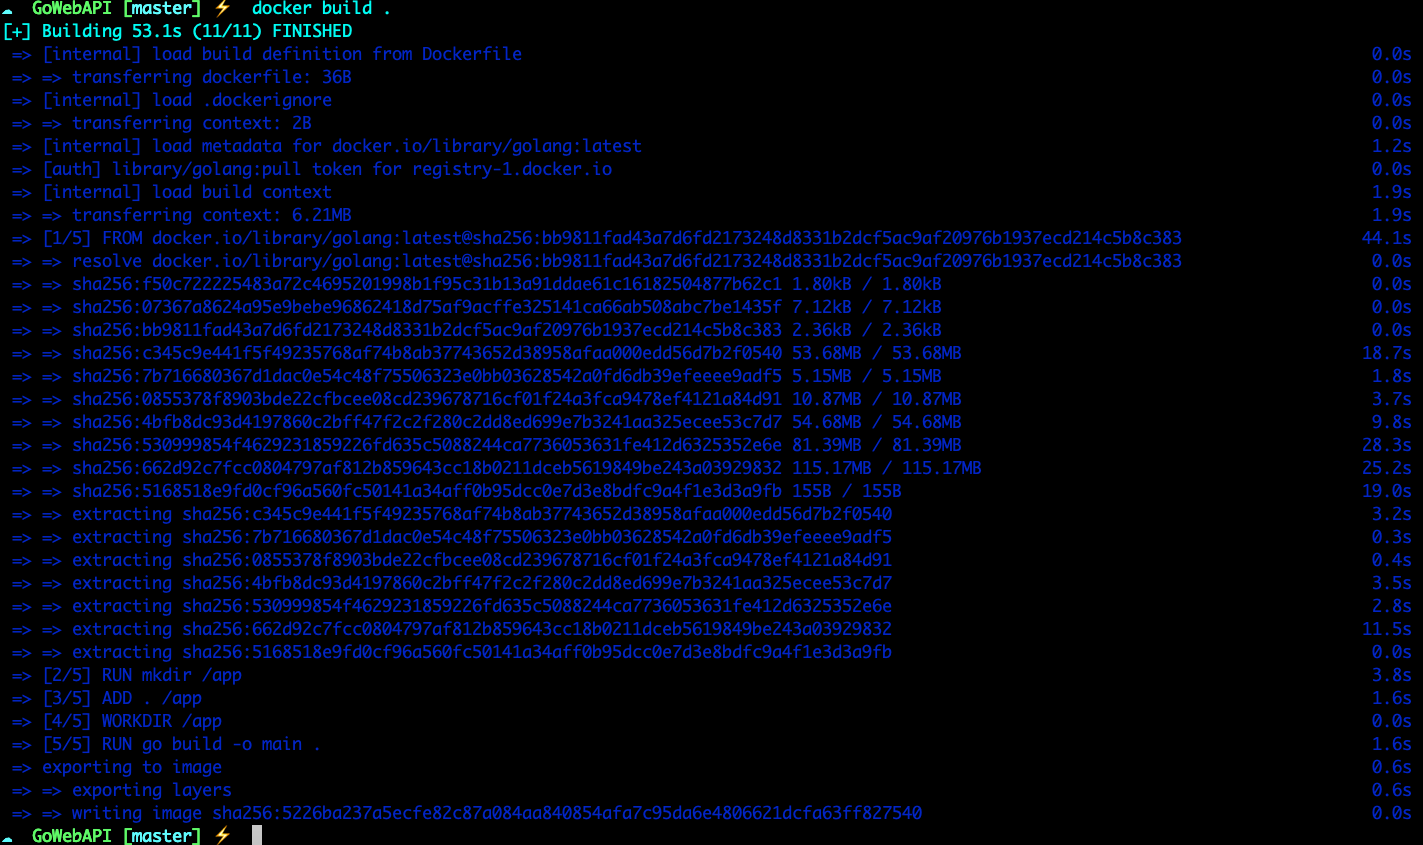 GoWebAPI [master] ⚡ docker build .
[+] Building 53.1s (11/11) FINISHED
=> [internal] load build definition from Dockerfile 0.0s
=> => transferring dockerfile: 36B 0.0s
=> [internal] load .dockerignore 0.0s
=> => transferring context: 2B 0.0s
=> [internal] load metadata for docker.io/library/golang:latest 1.2s
=> [auth] library/golang:pull token for registry-1.docker.io 0.0s
=> [internal] load build context 1.9s
=> => transferring context: 6.21MB 1.9s
=> [1/5] FROM docker.io/library/golang:latest@sha256:bb9811fad43a7d6fd2173248d8331b2dcf5ac9af20976b1937ecd214c5b8c383 44.1s
=> => resolve docker.io/library/golang:latest@sha256:bb9811fad43a7d6fd2173248d8331b2dcf5ac9af20976b1937ecd214c5b8c383 0.0s
=> => sha256:f50c722225483a72c4695201998b1f95c31b13a91ddae61c16182504877b62c1 1.80kB / 1.80kB 0.0s
=> => sha256:07367a8624a95e9bebe96862418d75af9acffe325141ca66ab508abc7be1435f 7.12kB / 7.12kB 0.0s
=> => sha256:bb9811fad43a7d6fd2173248d8331b2dcf5ac9af20976b1937ecd214c5b8c383 2.36kB / 2.36kB 0.0s
=> => sha256:c345c9e441f5f49235768af74b8ab37743652d38958afaa000edd56d7b2f0540 53.68MB / 53.68MB 18.7s
=> => sha256:7b716680367d1dac0e54c48f75506323e0bb03628542a0fd6db39efeeee9adf5 5.15MB / 5.15MB 1.8s
=> => sha256:0855378f8903bde22cfbcee08cd239678716cf01f24a3fca9478ef4121a84d91 10.87MB / 10.87MB 3.7s
=> => sha256:4bfb8dc93d4197860c2bff47f2c2f280c2dd8ed699e7b3241aa325ecee53c7d7 54.68MB / 54.68MB 9.8s
=> => sha256:530999854f4629231859226fd635c5088244ca7736053631fe412d6325352e6e 81.39MB / 81.39MB 28.3s
=> => sha256:662d92c7fcc0804797af812b859643cc18b0211dceb5619849be243a03929832 115.17MB / 115.17MB 25.2s
=> => sha256:5168518e9fd0cf96a560fc50141a34aff0b95dcc0e7d3e8bdfc9a4f1e3d3a9fb 155B / 155B 19.0s
=> => extracting sha256:c345c9e441f5f49235768af74b8ab37743652d38958afaa000edd56d7b2f0540 3.2s
=> => extracting sha256:7b716680367d1dac0e54c48f75506323e0bb03628542a0fd6db39efeeee9adf5 0.3s
=> => extracting sha256:0855378f8903bde22cfbcee08cd239678716cf01f24a3fca9478ef4121a84d91 0.4s
=> => extracting sha256:4bfb8dc93d4197860c2bff47f2c2f280c2dd8ed699e7b3241aa325ecee53c7d7 3.5s
=> => extracting sha256:530999854f4629231859226fd635c5088244ca7736053631fe412d6325352e6e 2.8s
=> => extracting sha256:662d92c7fcc0804797af812b859643cc18b0211dceb5619849be243a03929832 11.5s
=> => extracting sha256:5168518e9fd0cf96a560fc50141a34aff0b95dcc0e7d3e8bdfc9a4f1e3d3a9fb 0.0s
=> [2/5] RUN mkdir /app 3.8s
=> [3/5] ADD . /app 1.6s
=> [4/5] WORKDIR /app 0.0s
=> [5/5] RUN go build -o main . 1.6s
=> exporting to image 0.6s
=> => exporting layers 0.6s
=> => writing image sha256:5226ba237a5ecfe82c87a084aa840854afa7c95da6e4806621dcfa63ff827540 0.0s
GoWebAPI [master] ⚡